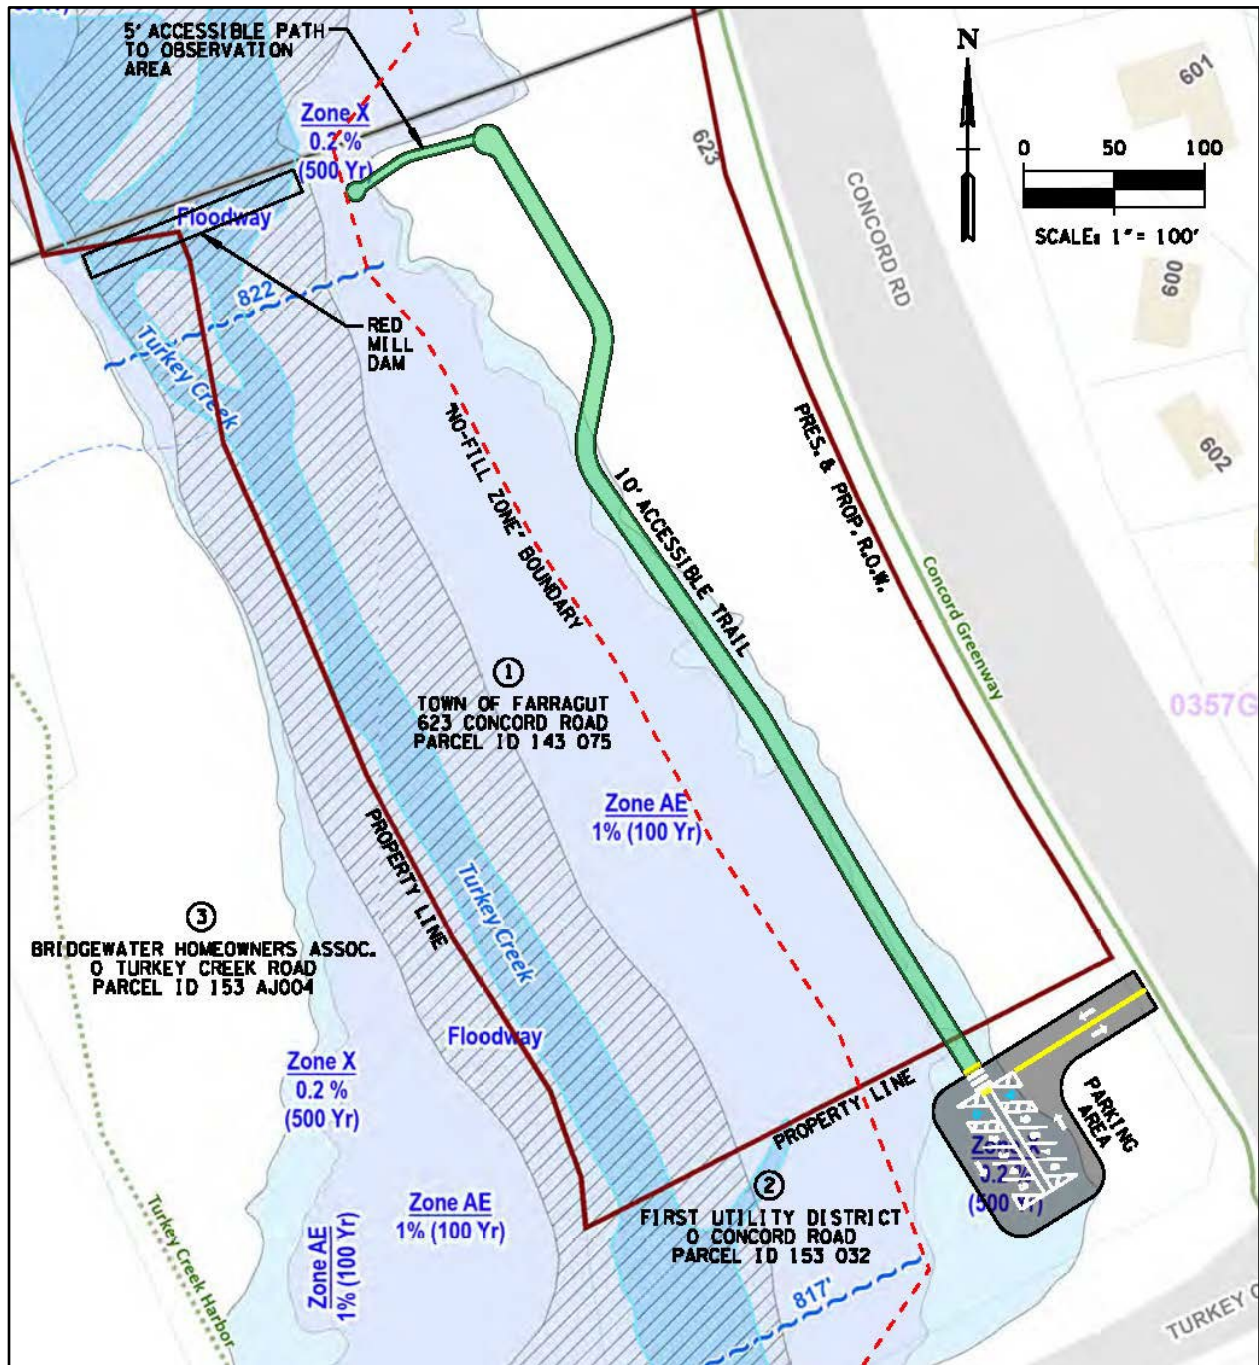 5' ACCESSIBLE PATH
TO OBSERVATION
AREA
Zone X
0.2 %
(500 Yr)
Floodway
822
Turkey Creek
RED
MILL
DAM
N
0 50 100
SCALE: 1"= 100'
601
623
600
602
CONCORD RD
"NO-FILL ZONE" BOUNDARY
10' ACCESSIBLE TRAIL
PRES. & PROP. R.O.W.
Concord Greenway
0357G
1
TOWN OF FARRAGUT
623 CONCORD ROAD
PARCEL ID 143 075
Zone AE
1% (100 Yr)
PROPERTY LINE
Turkey Creek
3
BRIDGEWATER HOMEOWNERS ASSOC.
0 TURKEY CREEK ROAD
PARCEL ID 153 AJ004
Floodway
Zone X
0.2 %
(500 Yr)
Zone AE
1% (100 Yr)
Zone AE
1% (100 Yr)
Turkey Creek Harbor
PROPERTY LINE
PARKING
AREA
Zone X
0.2 %
(500 Yr)
2
FIRST UTILITY DISTRICT
0 CONCORD ROAD
PARCEL ID 153 032
817'
TURKEY C